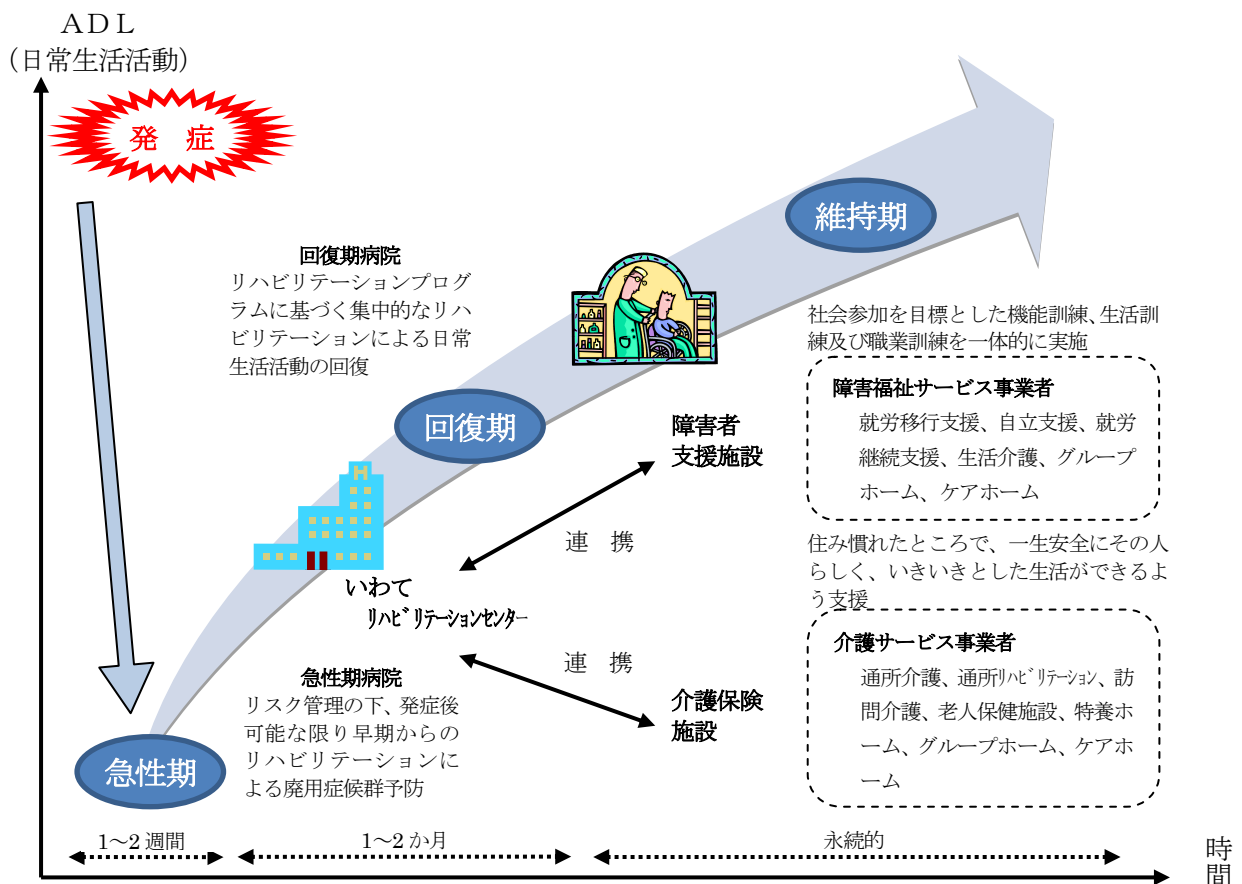 ADL
（日常生活活動）
発　症
維持期
回復期病院
リハビリテーションプログ
ラムに基づく集中的なリハ
ビリテーションによる日常
生活活動の回復
社会参加を目標とした機能訓練、生活訓
練及び職業訓練を一体的に実施
障害福祉サービス事業者
就労移行支援、自立支援、就労
継続支援、生活介護、グループ
ホーム、ケアホーム
回復期
障害者
支援施設
H
連　携
いわて
ﾘﾊﾋﾞﾘﾃｰｼｮﾝｾﾝﾀｰ
住み慣れたところで、一生安全にその人
らしく、いきいきとした生活ができるよ
う支援
介護サービス事業者
通所介護、通所ﾘﾊﾋﾞﾘﾃｰｼｮﾝ、訪
問介護、老人保健施設、特養ホ
ーム、グループホーム、ケアホ
ーム
連　携
介護保険
施設
急性期病院
リスク管理の下、発症後
可能な限り早期からの
リハビリテーションに
よる廃用症候群予防
急性期
1～2 週間
1～2 か月
永続的
時
間